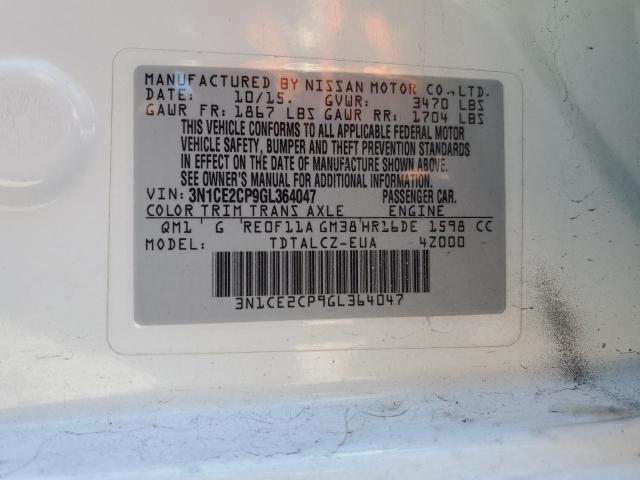 MANUFACTURED BY NISSAN MOTOR CO.,LTD.
DATE: 10/15. GVWR: 3470 LBS
GAWR FR: 1867 LBS GAWR RR: 1704 LBS
THIS VEHICLE CONFORMS TO ALL APPLICABLE FEDERAL MOTOR
VEHICLE SAFETY, BUMPER AND THEFT PREVENTION STANDARDS
IN EFFECT ON THE DATE OF MANUFACTURE SHOWN ABOVE.
SEE OWNER'S MANUAL FOR ADDITIONAL INFORMATION.
VIN: 3N1CE2CP9GL364047 PASSENGER CAR.
COLOR TRIM TRANS AXLE ENGINE
QM1 G RE0F11A GM38 HR16DE 1598 CC
MODEL: TDTALCZ-EUA 4Z000
3N1CE2CP9GL364047